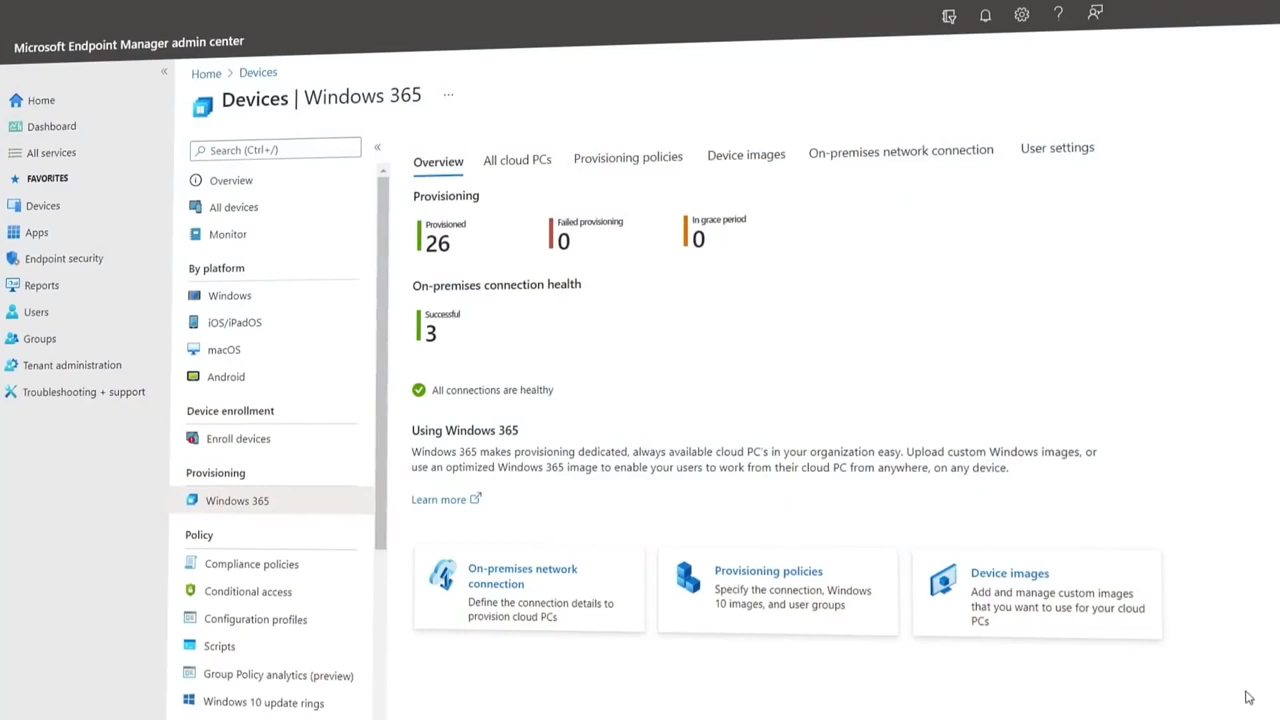 Microsoft Endpoint Manager admin center
Home
Dashboard
All services
FAVORITES
Devices
Apps
Endpoint security
Reports
Users
Groups
Tenant administration
Troubleshooting + support
Home > Devices
Devices | Windows 365 ...
Search (Ctrl+/)
Overview
All devices
Monitor
By platform
Windows
iOS/iPadOS
macOS
Android
Device enrollment
Enroll devices
Provisioning
Windows 365
Policy
Compliance policies
Conditional access
Configuration profiles
Scripts
Group Policy analytics (preview)
Windows 10 update rings
Overview All cloud PCs Provisioning policies Device images On-premises network connection User settings
Provisioning
Provisioned Failed provisioning In grace period
26 0 0
On-premises connection health
Successful
3
All connections are healthy
Using Windows 365
Windows 365 makes provisioning dedicated, always available cloud PC's in your organization easy. Upload custom Windows images, or
use an optimized Windows 365 image to enable your users to work from their cloud PC from anywhere, on any device.
Learn more
On-premises network
connection
Define the connection details to
provision cloud PCs
Provisioning policies
Specify the connection, Windows
10 images, and user groups
Device images
Add and manage custom images
that you want to use for your cloud
PCs